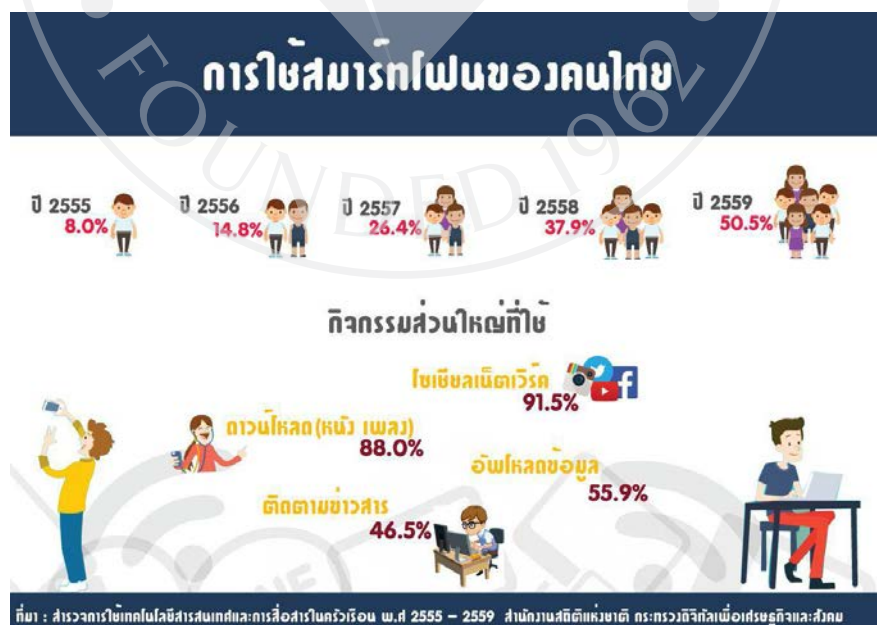 การใช้สมาร์ทโฟนของคนไทย
FOUNDED 1962
ปี 2555
8.0%
ปี 2556
14.8%
ปี 2557
26.4%
ปี 2558
37.9%
ปี 2559
50.5%
กิจกรรมส่วนใหญ่ที่ใช้
โซเชียลเน็ตเวิร์ค
91.5%
ดาวน์โหลด(หนัง เพลง)
88.0%
อัพโหลดข้อมูล
55.9%
ติดตามข่าวสาร
46.5%
ที่มา : สำรวจการใช้เทคโนโลยีสารสนเทศและการสื่อสารในครัวเรือน พ.ศ 2555 – 2559 สำนักงานสถิติแห่งชาติ กระทรวงดิจิทัลเพื่อเศรษฐกิจและสังคม